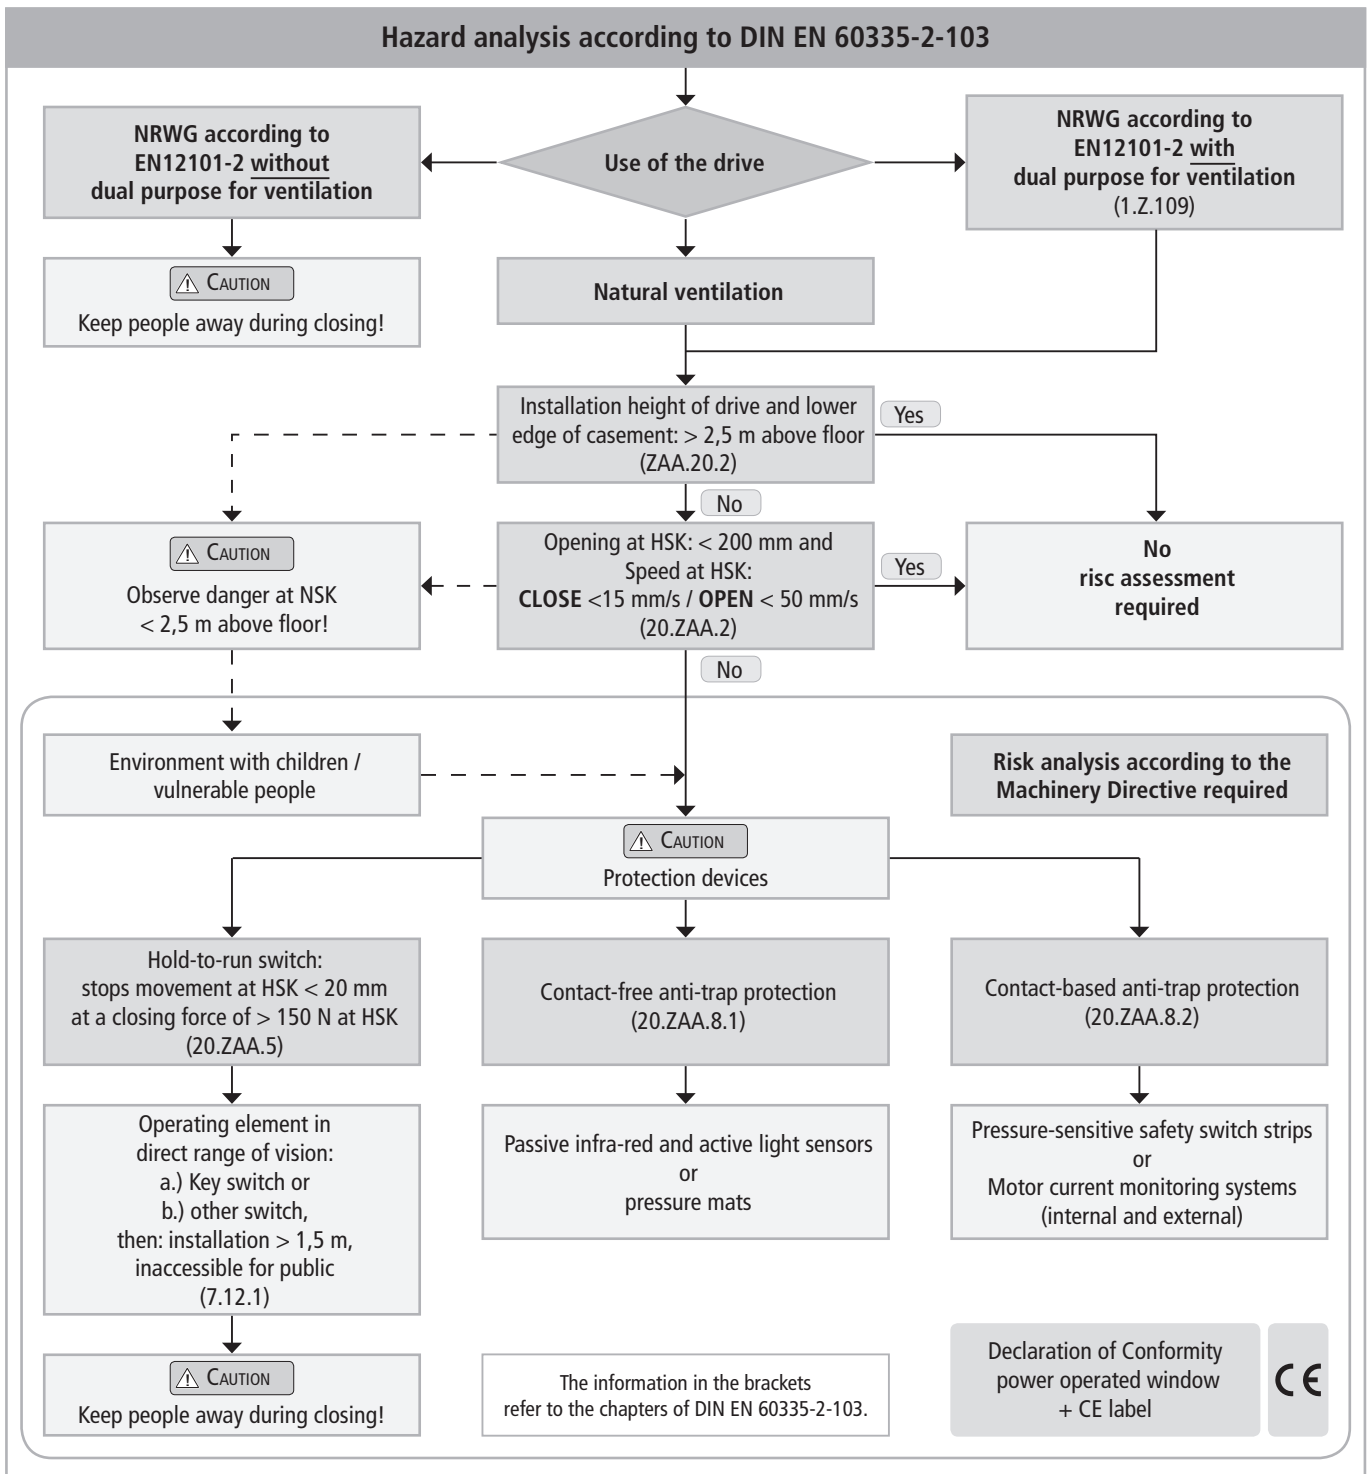 Hazard analysis according to DIN EN 60335-2-103
NRWG according to
EN12101-2 without
dual purpose for ventilation
Use of the drive
NRWG according to
EN12101-2 with
dual purpose for ventilation
(1.Z.109)
CAUTION
Keep people away during closing!
Natural ventilation
Installation height of drive and lower
edge of casement: > 2,5 m above floor
(ZAA.20.2)
Yes
No
CAUTION
Observe danger at NSK
< 2,5 m above floor!
Opening at HSK: < 200 mm and
Speed at HSK:
CLOSE <15 mm/s / OPEN < 50 mm/s
(20.ZAA.2)
Yes
No
risc assessment
required
No
Environment with children /
vulnerable people
Risk analysis according to the
Machinery Directive required
CAUTION
Protection devices
Hold-to-run switch:
stops movement at HSK < 20 mm
at a closing force of > 150 N at HSK
(20.ZAA.5)
Contact-free anti-trap protection
(20.ZAA.8.1)
Contact-based anti-trap protection
(20.ZAA.8.2)
Operating element in
direct range of vision:
a.) Key switch or
b.) other switch,
then: installation > 1,5 m,
inaccessible for public
(7.12.1)
Passive infra-red and active light sensors
or
pressure mats
Pressure-sensitive safety switch strips
or
Motor current monitoring systems
(internal and external)
CAUTION
Keep people away during closing!
The information in the brackets
refer to the chapters of DIN EN 60335-2-103.
Declaration of Conformity
power operated window
+ CE label
CE